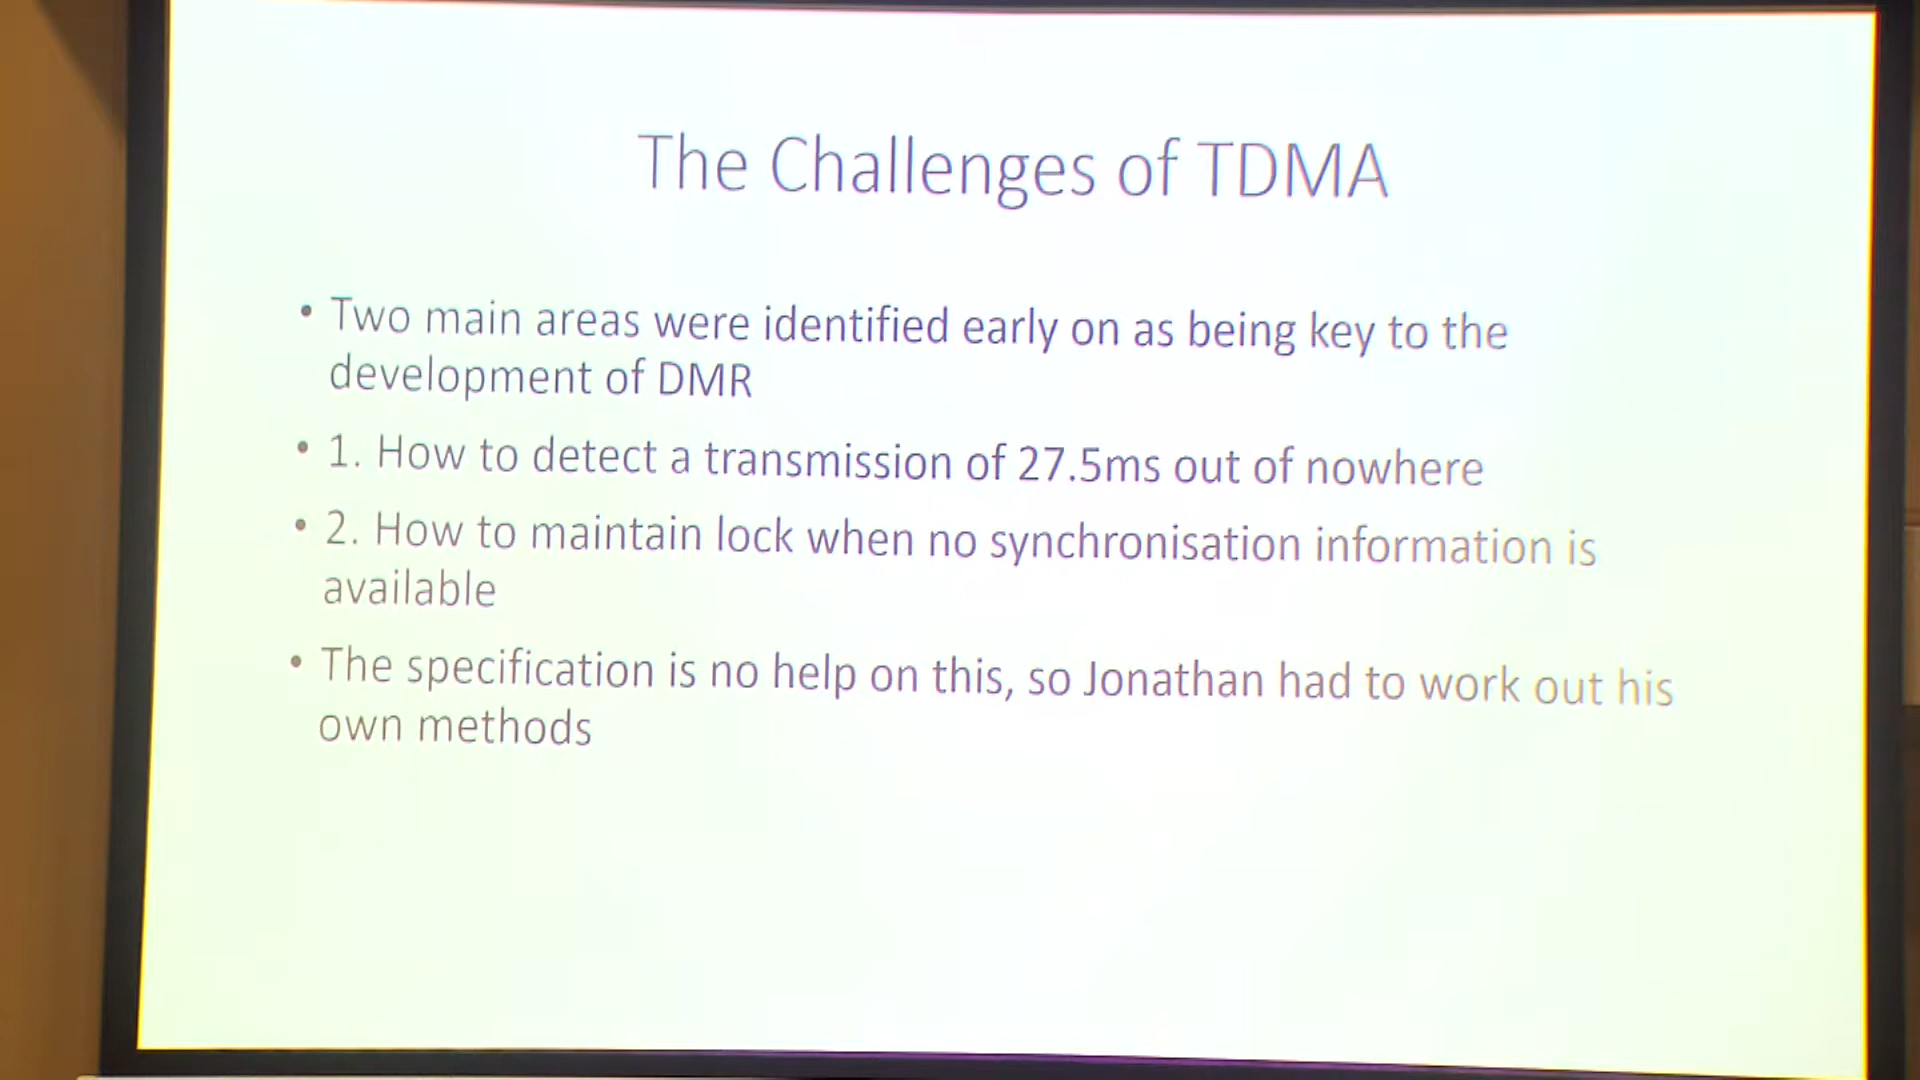 The Challenges of TDMA
• Two main areas were identified early on as being key to the
development of DMR
• 1. How to detect a transmission of 27.5ms out of nowhere
• 2. How to maintain lock when no synchronisation information is
available
• The specification is no help on this, so Jonathan had to work out his
own methods